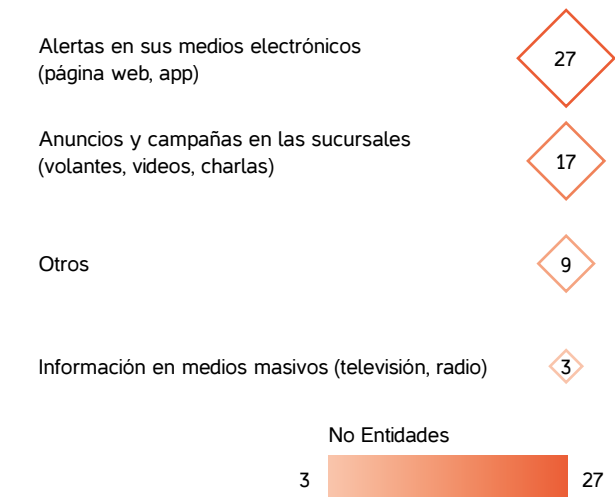 Alertas en sus medios electrónicos
(página web, app)
27
Anuncios y campañas en las sucursales
(volantes, videos, charlas)
17
Otros
9
Información en medios masivos (televisión, radio)
3
No Entidades
3
27